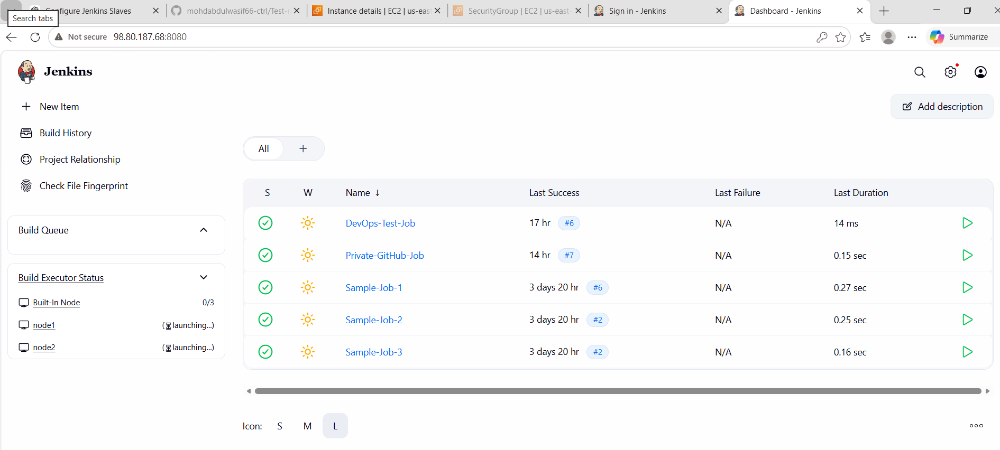 Configure Jenkins Slaves
mohdabdulwasif66-ctrl/Test-
Instance details | EC2 | us-eas
SecurityGroup | EC2 | us-east-
Sign in - Jenkins
Dashboard - Jenkins
Search tabs
Not secure 98.80.187.68:8080
Summarize
Jenkins
New Item
Add description
Build History
All +
Project Relationship
Check File Fingerprint
S W Name ↓ Last Success Last Failure Last Duration
DevOps-Test-Job 17 hr #6 N/A 14 ms
Private-GitHub-Job 14 hr #7 N/A 0.15 sec
Sample-Job-1 3 days 20 hr #6 N/A 0.27 sec
Sample-Job-2 3 days 20 hr #2 N/A 0.25 sec
Sample-Job-3 3 days 20 hr #2 N/A 0.16 sec
Build Queue
Build Executor Status
Built-In Node 0/3
node1 (launching...)
node2 (launching...)
Icon: S M L